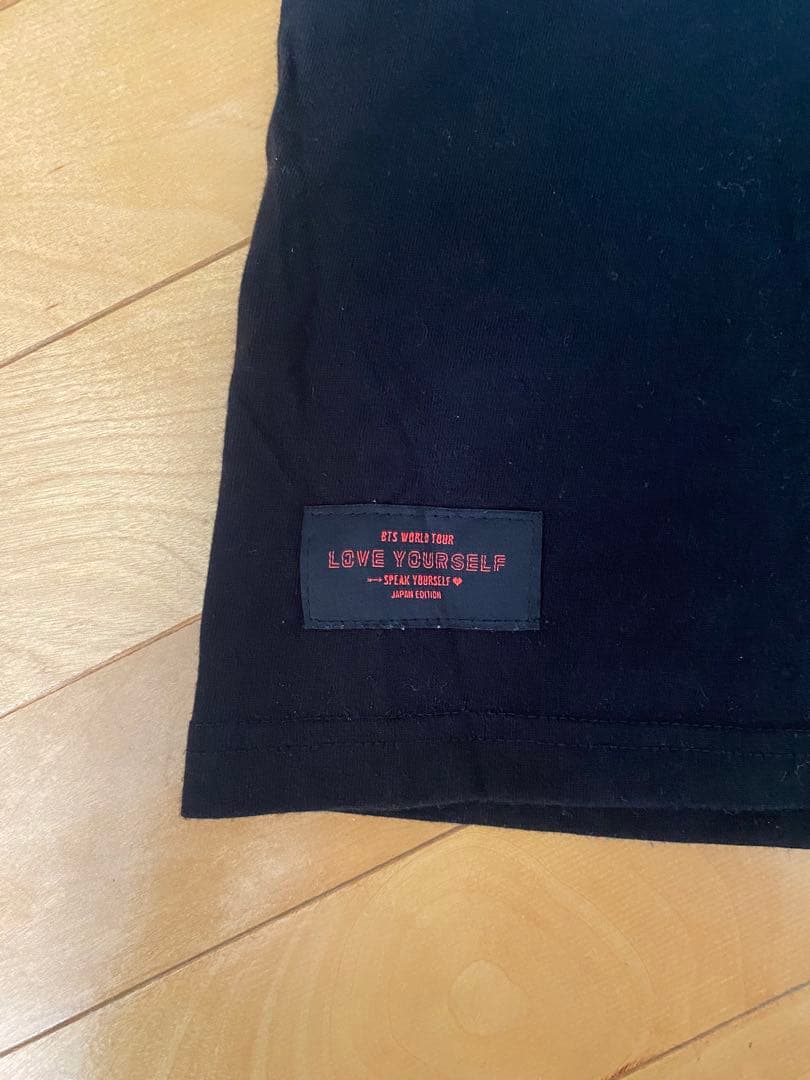 BTS WORLD TOUR
LOVE YOURSELF
SPEAK YOURSELF
JAPAN EDITION